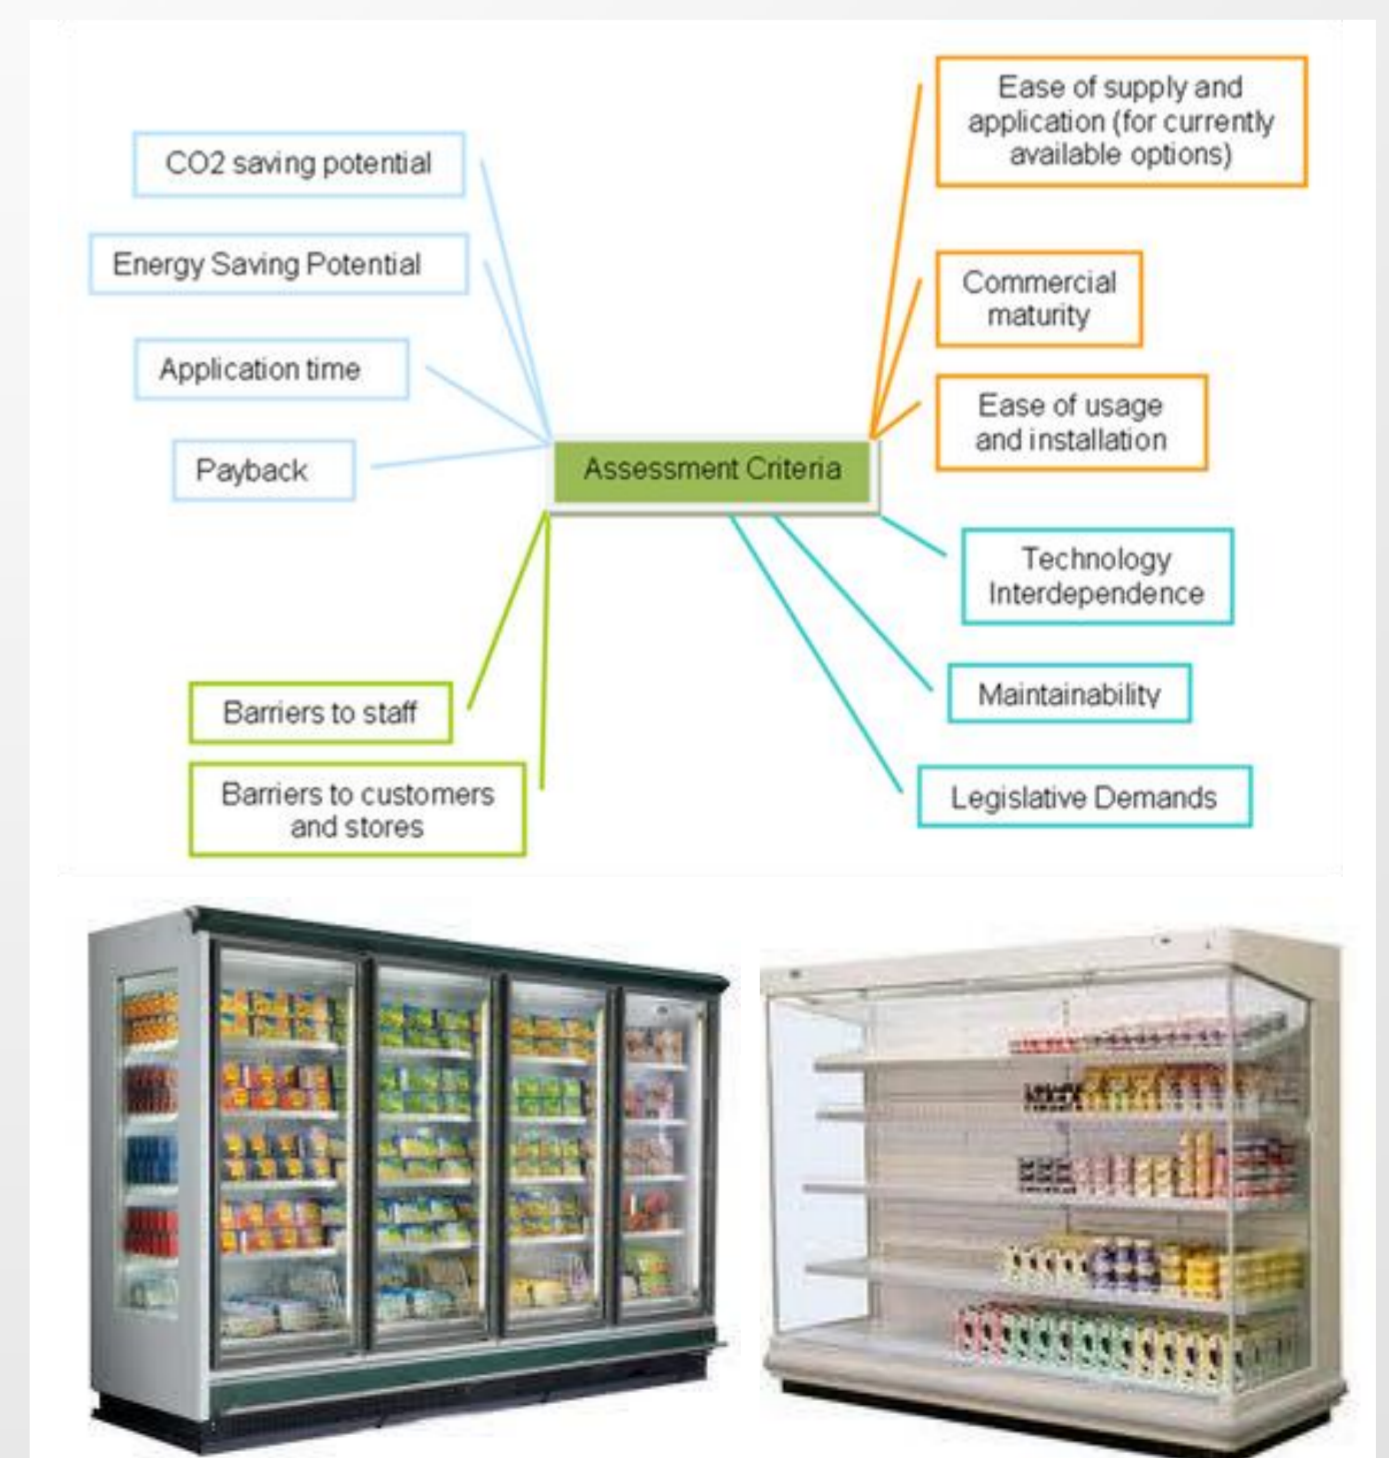 CO2 saving potential
Energy Saving Potential
Application time
Payback
Ease of supply and
application (for currently
available options)
Commercial
maturity
Ease of usage
and installation
Assessment Criteria
Technology
Interdependence
Maintainability
Legislative Demands
Barriers to staff
Barriers to customers
and stores